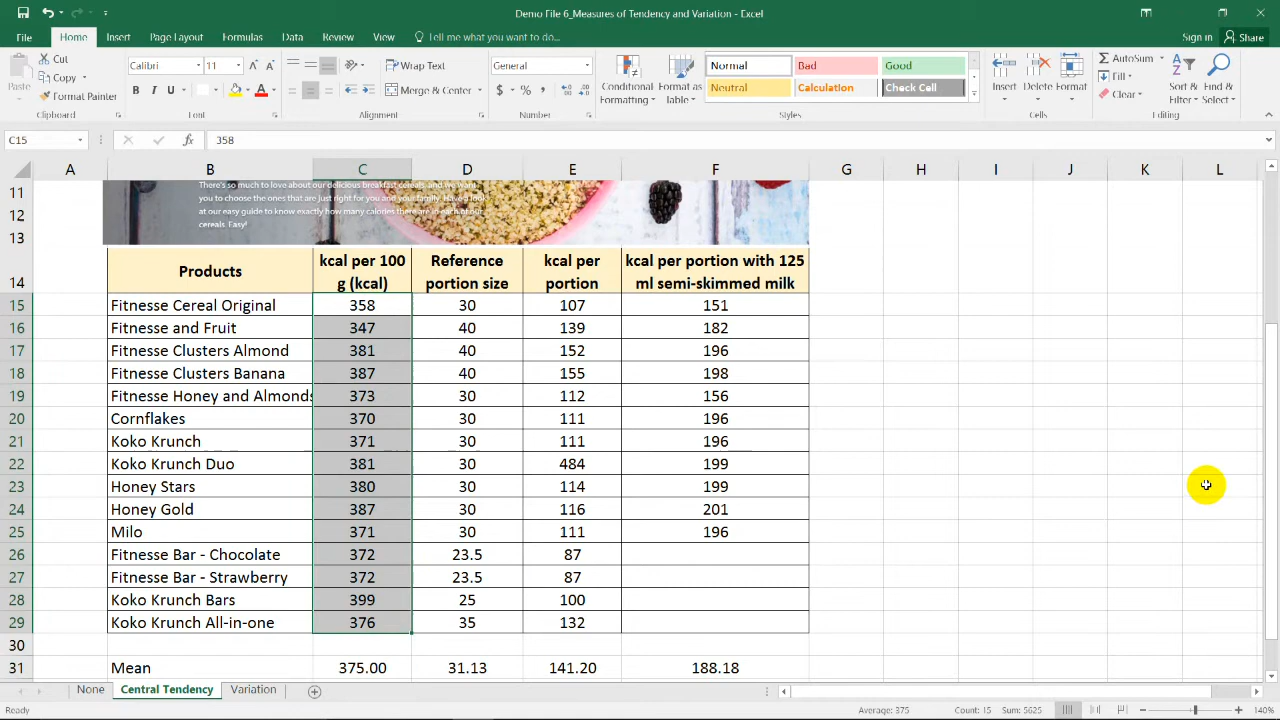 Demo File 6_Measures of Tendency and Variation - Excel
File Home Insert Page Layout Formulas Data Review View Tell me what you want to do... Sign in Share
Paste Cut Copy Format Painter Clipboard
Calibri 11 A A B I U A Font
Wrap Text Merge & Center Alignment
General $ % , Number
Conditional Formatting Format as Table
Normal Bad Good
Neutral Calculation Check Cell
Styles
Insert Delete Format Cells
AutoSum Fill Clear Sort & Filter Find & Select Editing
C15 fx 358
A B C D E F G H I J K L
11 There's so much to love about our delicious breakfast cereals, and we want
you to choose the ones that are just right for you and your family. Have a look
12 at our easy guide to know exactly how many calories there are in each of our
13 cereals. Easy!
14 Products kcal per 100 g (kcal) Reference portion size kcal per portion kcal per portion with 125 ml semi-skimmed milk
15 Fitnesse Cereal Original 358 30 107 151
16 Fitnesse and Fruit 347 40 139 182
17 Fitnesse Clusters Almond 381 40 152 196
18 Fitnesse Clusters Banana 387 40 155 198
19 Fitnesse Honey and Almonds 373 30 112 156
20 Cornflakes 370 30 111 196
21 Koko Krunch 371 30 111 196
22 Koko Krunch Duo 381 30 484 199
23 Honey Stars 380 30 114 199
24 Honey Gold 387 30 116 201
25 Milo 371 30 111 196
26 Fitnesse Bar - Chocolate 372 23.5 87
27 Fitnesse Bar - Strawberry 372 23.5 87
28 Koko Krunch Bars 399 25 100
29 Koko Krunch All-in-one 376 35 132
30
31 Mean 375.00 31.13 141.20 188.18
None Central Tendency Variation
Ready Average: 375 Count: 15 Sum: 5625 140%